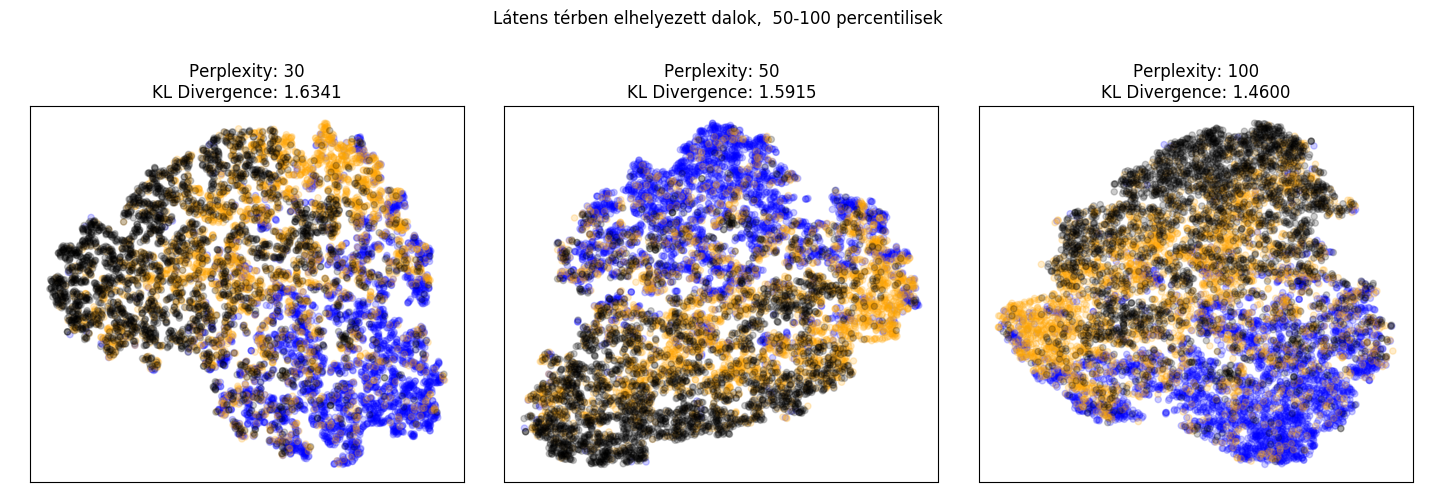 Látens térben elhelyezett dalok,  50-100 percentilisek
Perplexity: 30
KL Divergence: 1.6341
Perplexity: 50
KL Divergence: 1.5915
Perplexity: 100
KL Divergence: 1.4600